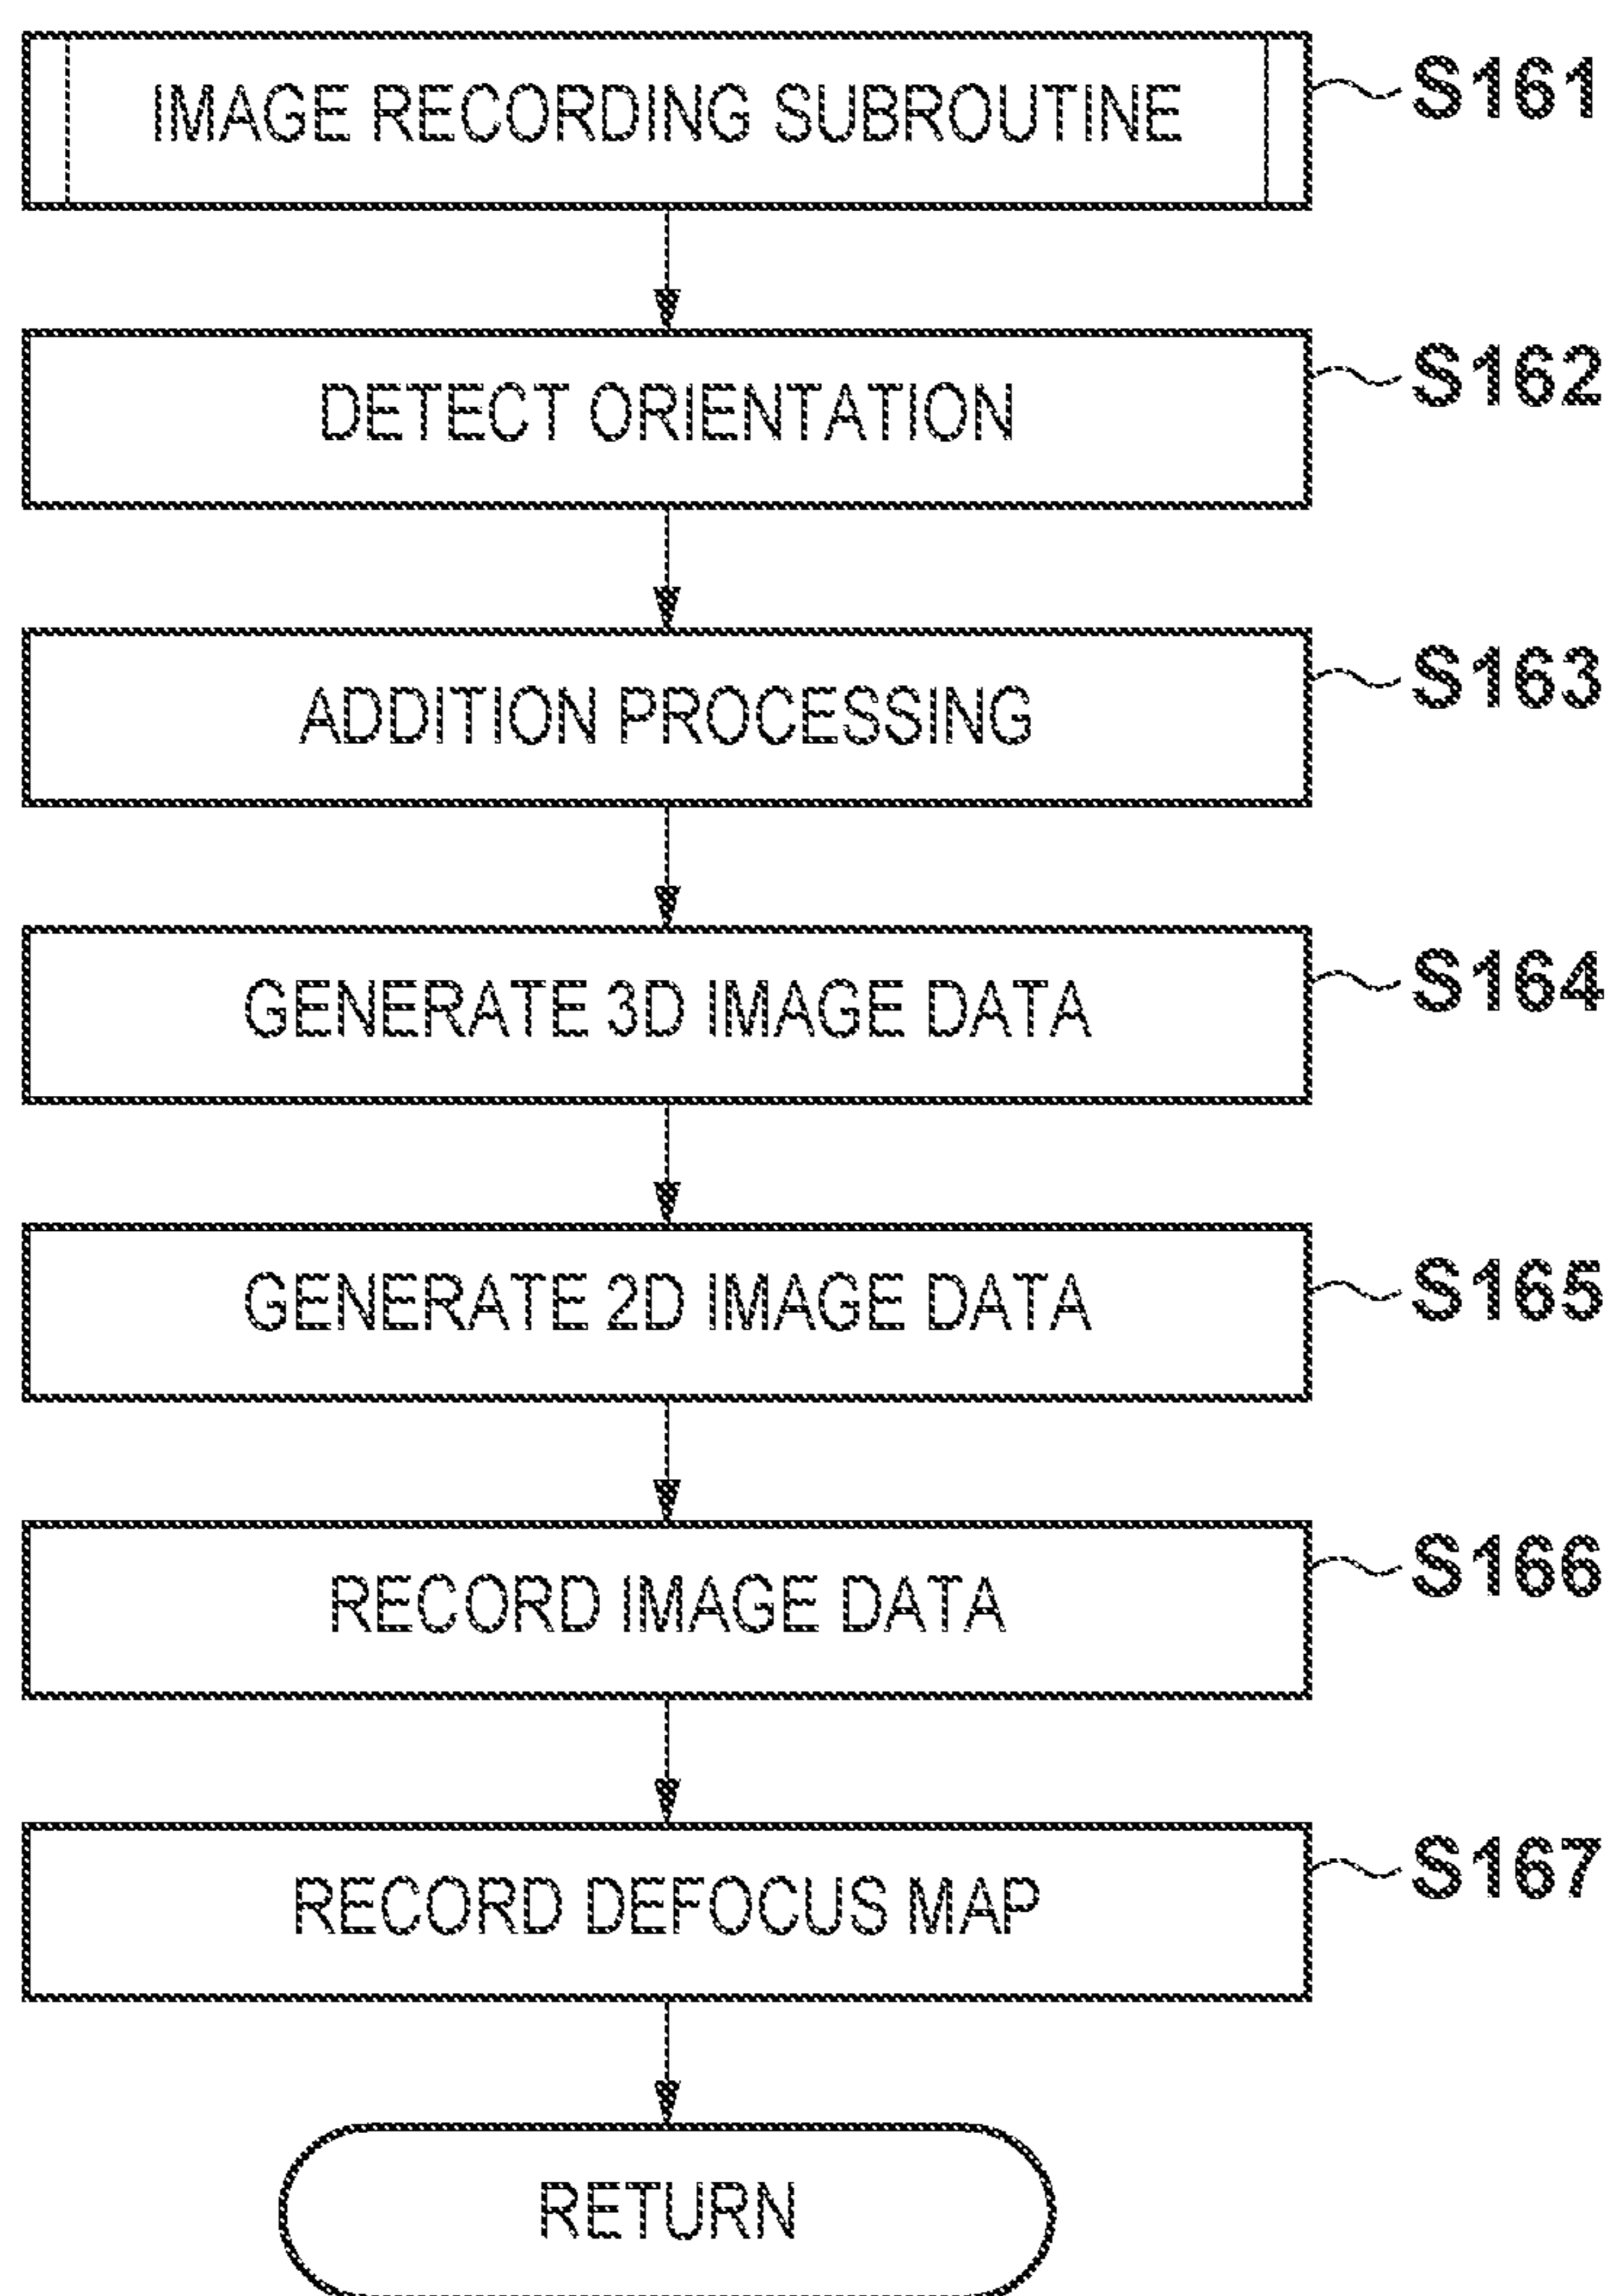 IMAGE RECORDING SUBROUTINE S161
DETECT ORIENTATION S162
ADDITION PROCESSING S163
GENERATE 3D IMAGE DATA S164
GENERATE 2D IMAGE DATA S165
RECORD IMAGE DATA S166
RECORD DEFOCUS MAP S167
RETURN